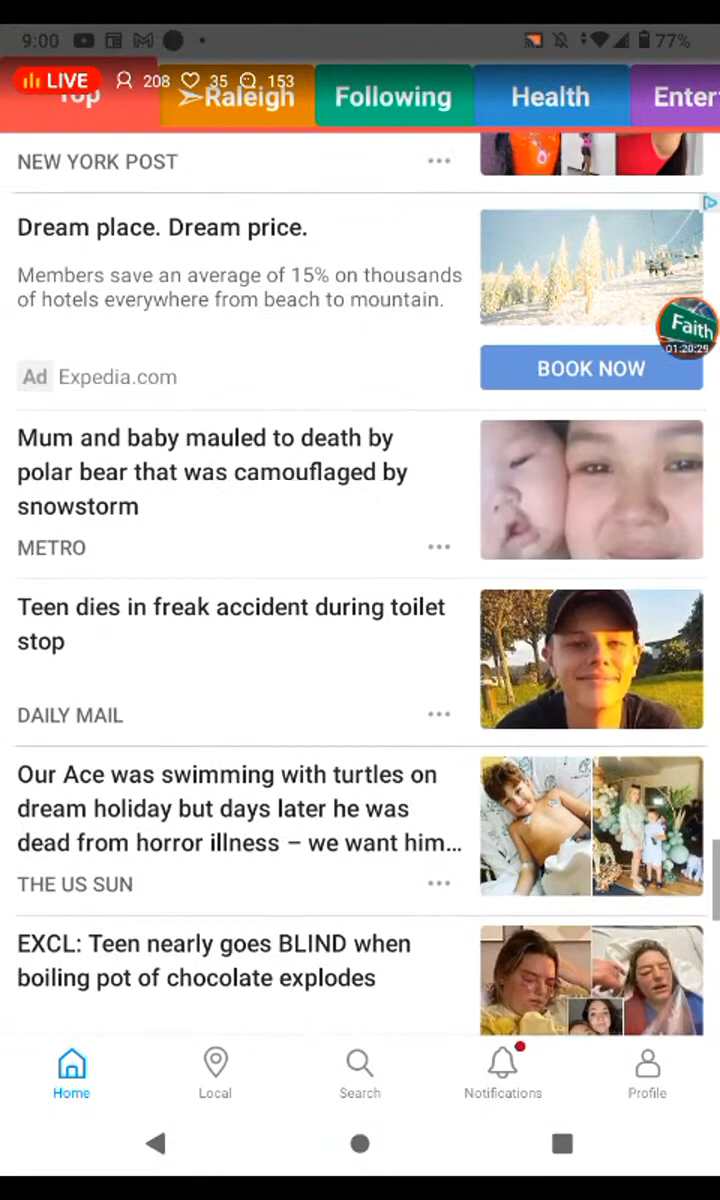 9:00
77%
LIVE 208 35 153
Top
Raleigh
Following
Health
Enter
NEW YORK POST
Dream place. Dream price.
Members save an average of 15% on thousands
of hotels everywhere from beach to mountain.
Faith
01:20:29
Ad Expedia.com
BOOK NOW
Mum and baby mauled to death by
polar bear that was camouflaged by
snowstorm
METRO
Teen dies in freak accident during toilet
stop
DAILY MAIL
Our Ace was swimming with turtles on
dream holiday but days later he was
dead from horror illness – we want him...
THE US SUN
EXCL: Teen nearly goes BLIND when
boiling pot of chocolate explodes
Home
Local
Search
Notifications
Profile